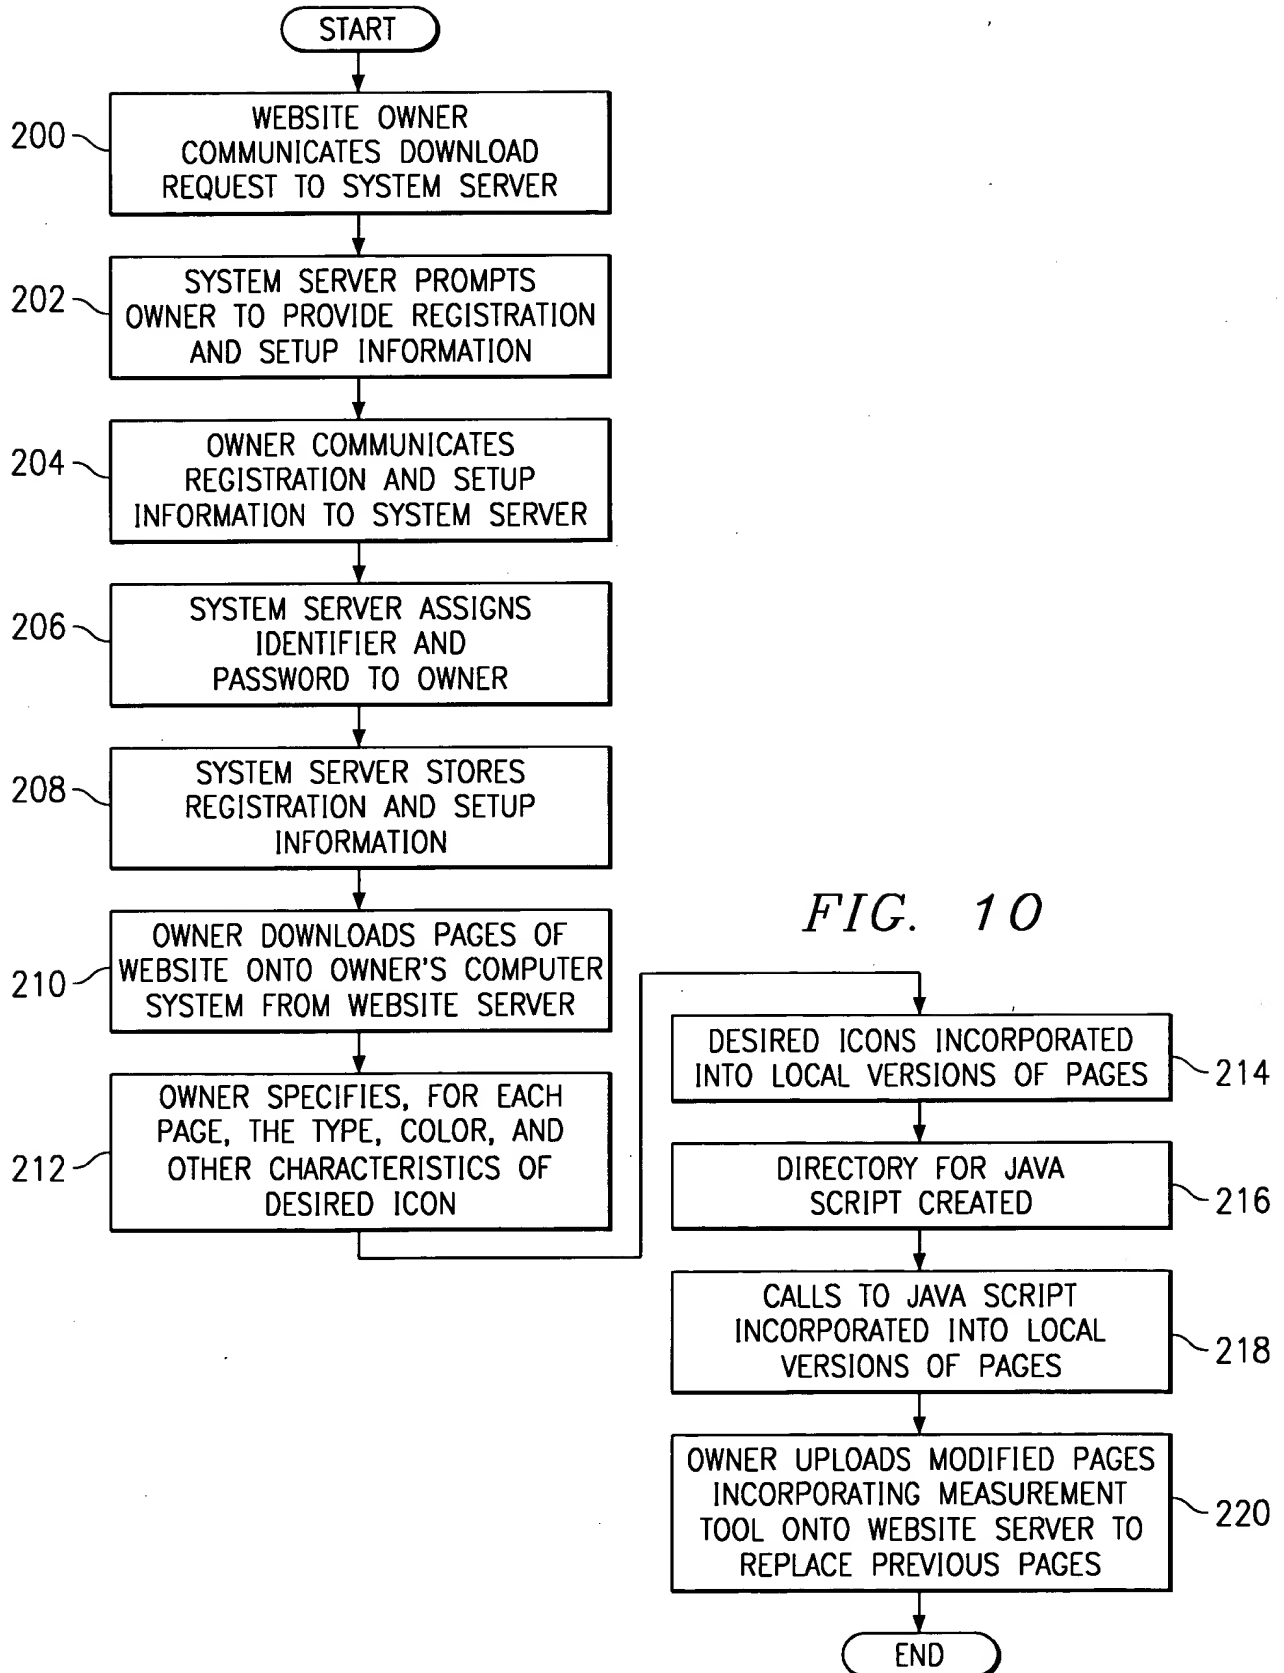 START
200
WEBSITE OWNER
COMMUNICATES DOWNLOAD
REQUEST TO SYSTEM SERVER
202
SYSTEM SERVER PROMPTS
OWNER TO PROVIDE REGISTRATION
AND SETUP INFORMATION
204
OWNER COMMUNICATES
REGISTRATION AND SETUP
INFORMATION TO SYSTEM SERVER
206
SYSTEM SERVER ASSIGNS
IDENTIFIER AND
PASSWORD TO OWNER
208
SYSTEM SERVER STORES
REGISTRATION AND SETUP
INFORMATION
210
OWNER DOWNLOADS PAGES OF
WEBSITE ONTO OWNER'S COMPUTER
SYSTEM FROM WEBSITE SERVER
212
OWNER SPECIFIES, FOR EACH
PAGE, THE TYPE, COLOR, AND
OTHER CHARACTERISTICS OF
DESIRED ICON
FIG. 10
DESIRED ICONS INCORPORATED
INTO LOCAL VERSIONS OF PAGES
214
DIRECTORY FOR JAVA
SCRIPT CREATED
216
CALLS TO JAVA SCRIPT
INCORPORATED INTO LOCAL
VERSIONS OF PAGES
218
OWNER UPLOADS MODIFIED PAGES
INCORPORATING MEASUREMENT
TOOL ONTO WEBSITE SERVER TO
REPLACE PREVIOUS PAGES
220
END